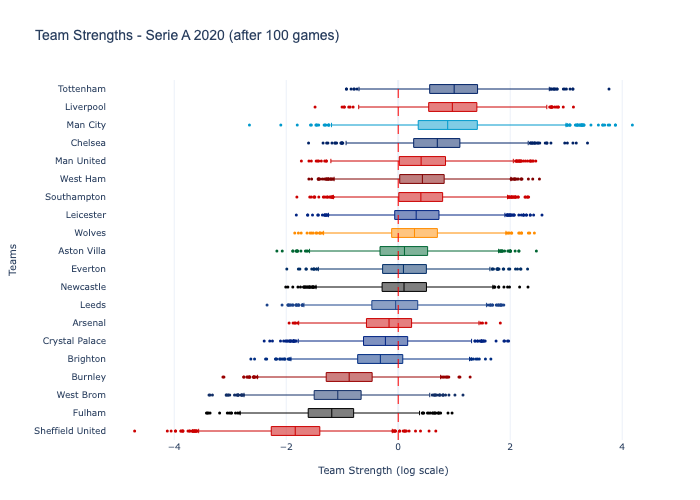 Team Strengths - Serie A 2020 (after 100 games)
Tottenham
Liverpool
Man City
Chelsea
Man United
West Ham
Southampton
Leicester
Wolves
Aston Villa
Everton
Newcastle
Leeds
Arsenal
Crystal Palace
Brighton
Burnley
West Brom
Fulham
Sheffield United
Teams
−4
−2
0
2
4
Team Strength (log scale)